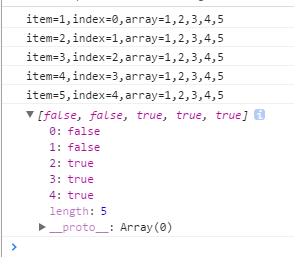 item=1,index=0,array=1,2,3,4,5
item=2,index=1,array=1,2,3,4,5
item=3,index=2,array=1,2,3,4,5
item=4,index=3,array=1,2,3,4,5
item=5,index=4,array=1,2,3,4,5
▼[false, false, true, true, true] i
0: false
1: false
2: true
3: true
4: true
length: 5
▶__proto__: Array(0)
>